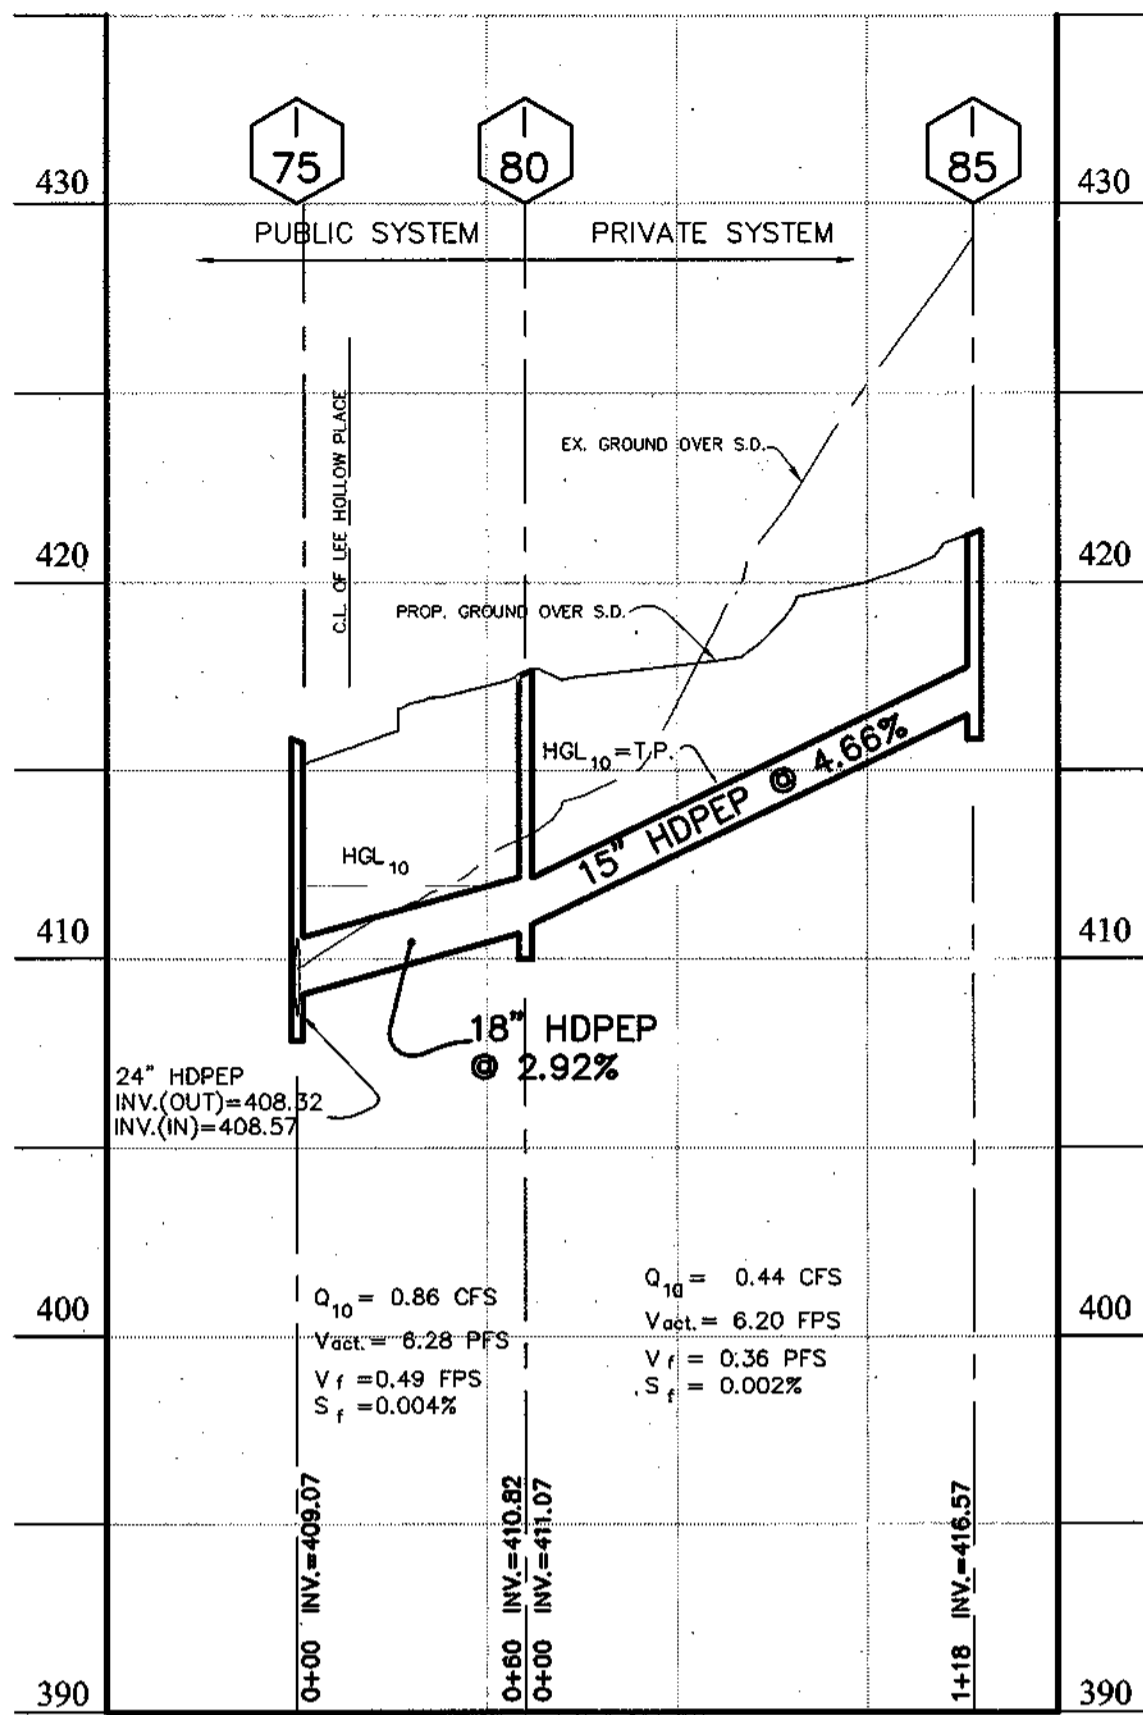 I
75
I
80
I
85
430
430
PUBLIC SYSTEM
PRIVATE SYSTEM
C.L. OF LEE HOLLOW PLACE
EX. GROUND OVER S.D.
420
420
PROP. GROUND OVER S.D.
HGL10=T.P.
15" HDPEP @ 4.66%
HGL10
410
410
18" HDPEP
@ 2.92%
24" HDPEP
INV.(OUT)=408.32
INV.(IN)=408.57
400
400
Q10 = 0.86 CFS
Vact. = 6.28 PFS
Vf =0.49 FPS
Sf =0.004%
Q10 = 0.44 CFS
Vact. = 6.20 FPS
Vf = 0.36 PFS
Sf = 0.002%
0+00 INV.=409.07
0+60 INV.=410.82
0+00 INV.=411.07
1+18 INV.=416.57
390
390